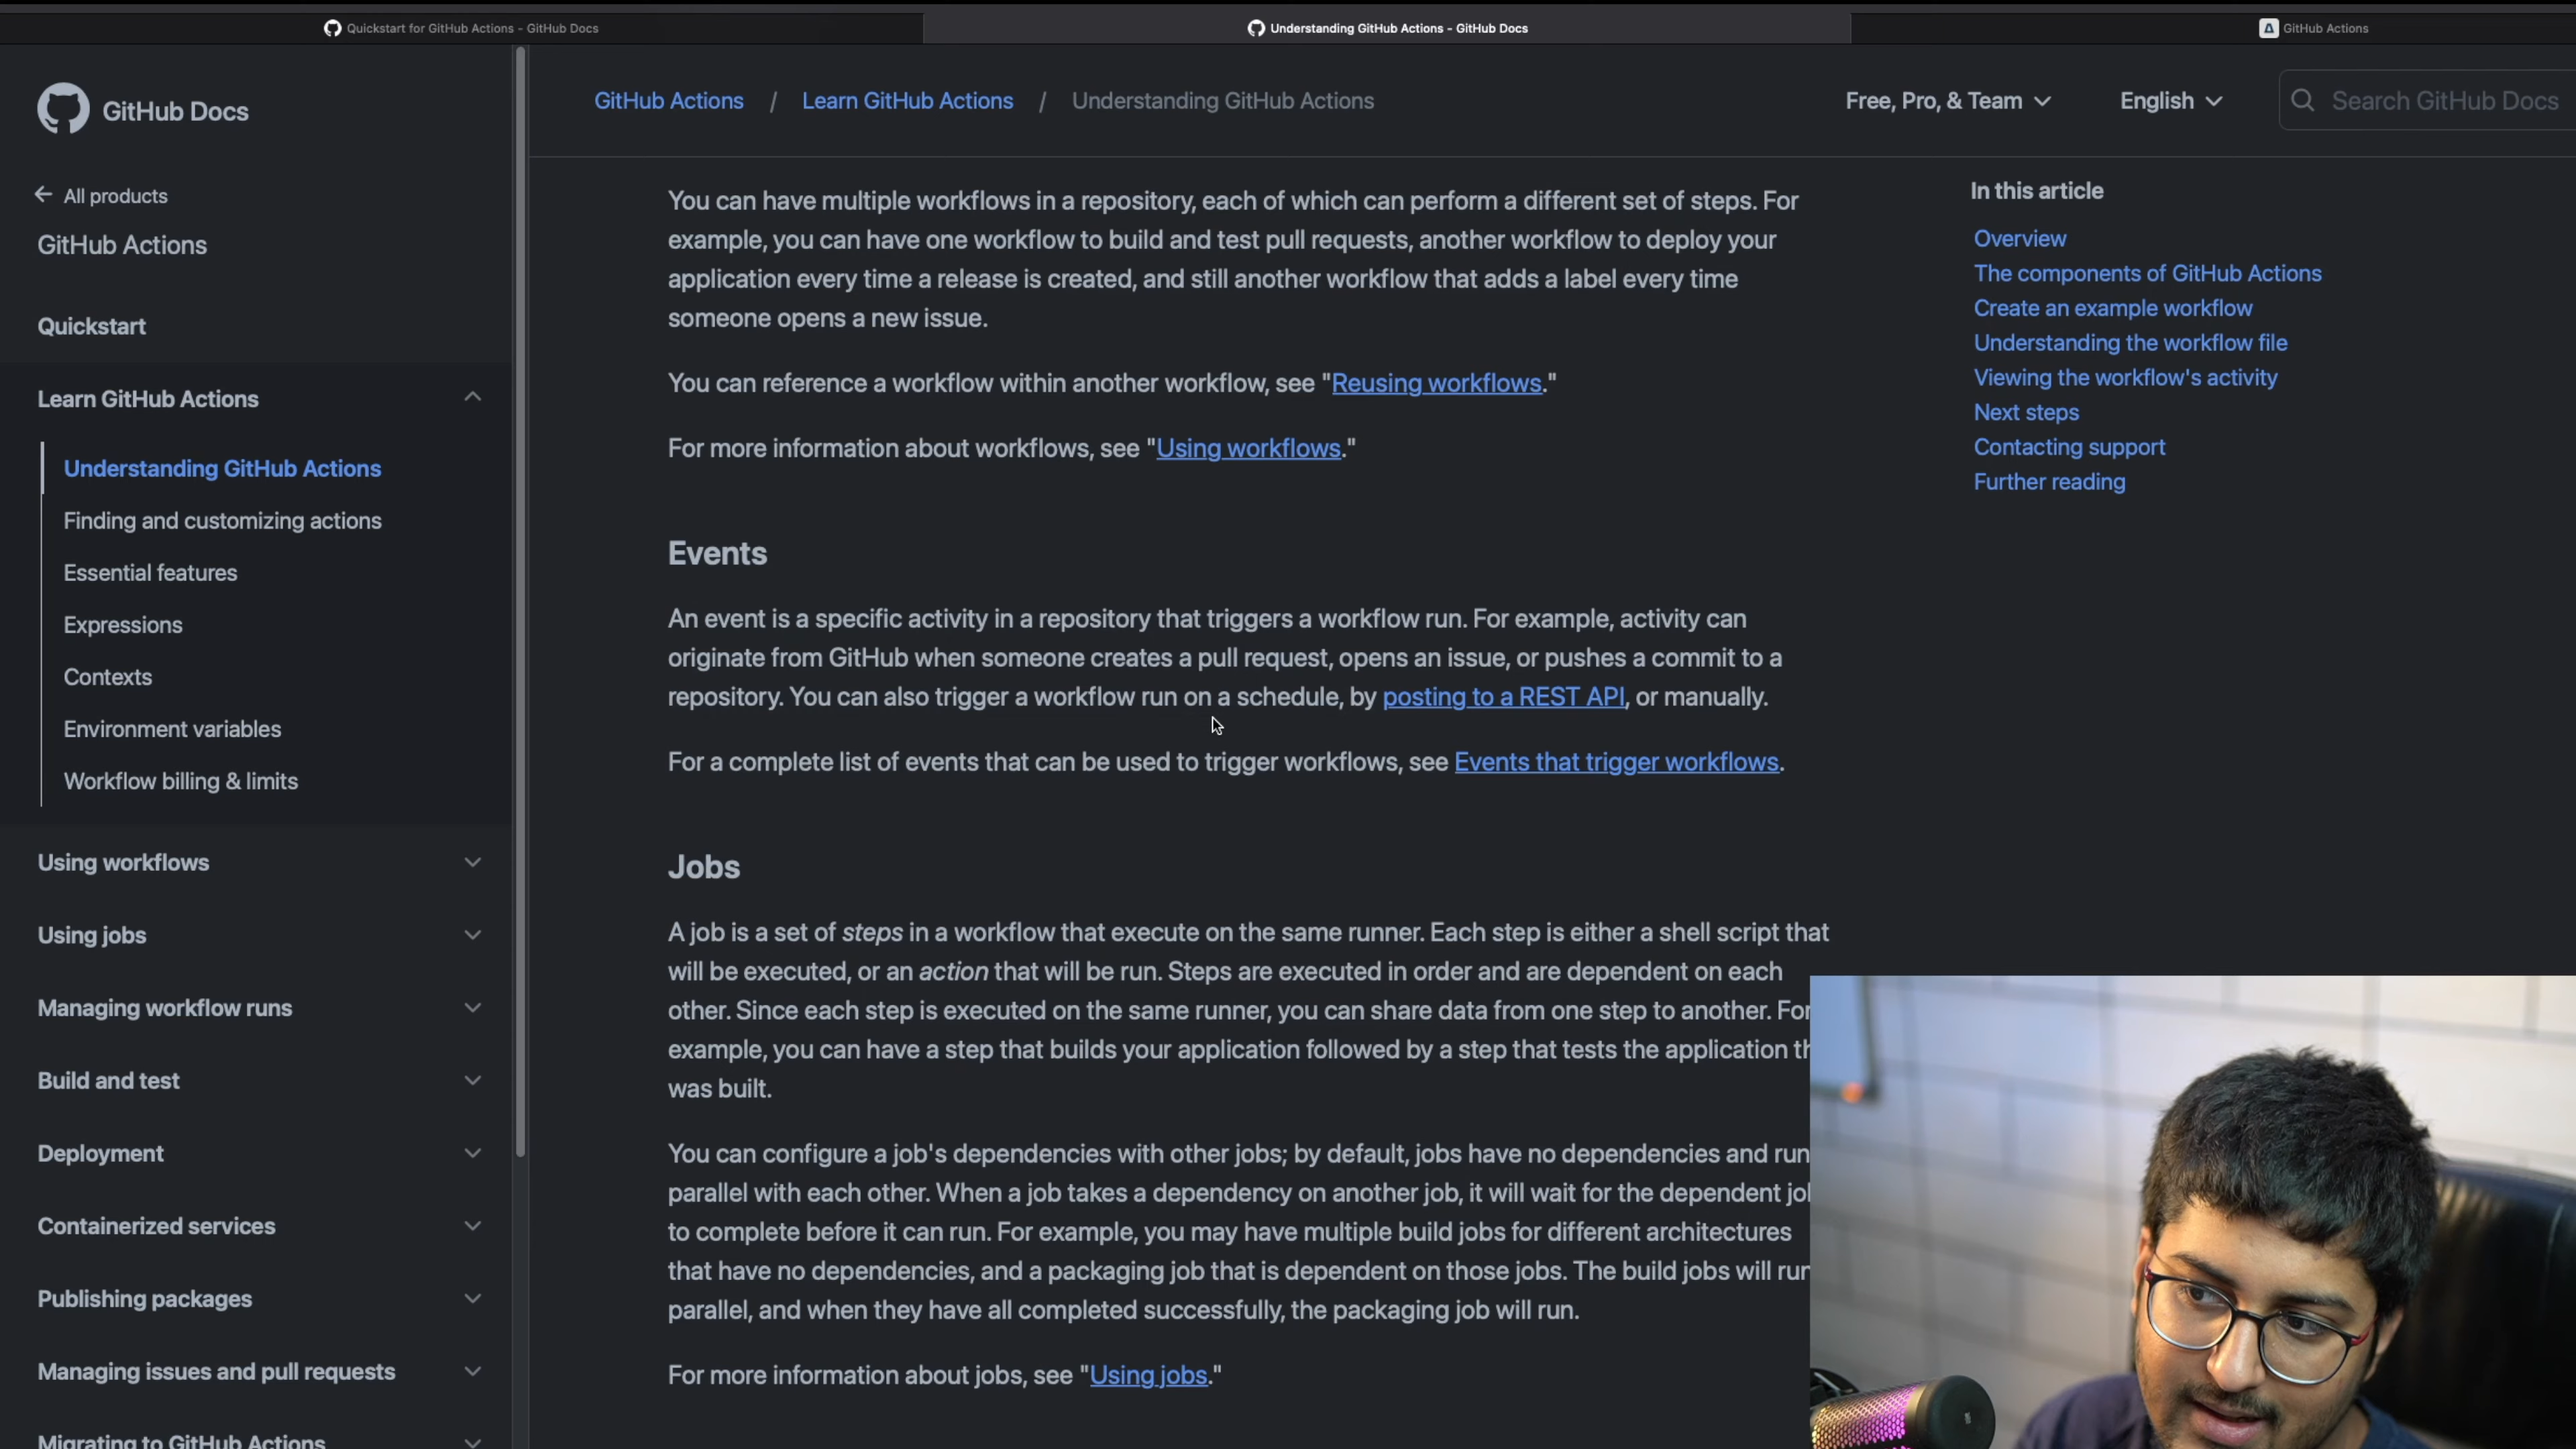 Quickstart for GitHub Actions - GitHub Docs
Understanding GitHub Actions - GitHub Docs
GitHub Actions
GitHub Docs
GitHub Actions / Learn GitHub Actions / Understanding GitHub Actions
Free, Pro, & Team
English
Search GitHub Docs
All products
GitHub Actions
Quickstart
Learn GitHub Actions
Understanding GitHub Actions
Finding and customizing actions
Essential features
Expressions
Contexts
Environment variables
Workflow billing & limits
Using workflows
Using jobs
Managing workflow runs
Build and test
Deployment
Containerized services
Publishing packages
Managing issues and pull requests
Migrating to GitHub Actions
You can have multiple workflows in a repository, each of which can perform a different set of steps. For
example, you can have one workflow to build and test pull requests, another workflow to deploy your
application every time a release is created, and still another workflow that adds a label every time
someone opens a new issue.
You can reference a workflow within another workflow, see "Reusing workflows."
For more information about workflows, see "Using workflows."
Events
An event is a specific activity in a repository that triggers a workflow run. For example, activity can
originate from GitHub when someone creates a pull request, opens an issue, or pushes a commit to a
repository. You can also trigger a workflow run on a schedule, by posting to a REST API, or manually.
For a complete list of events that can be used to trigger workflows, see Events that trigger workflows.
Jobs
A job is a set of steps in a workflow that execute on the same runner. Each step is either a shell script that
will be executed, or an action that will be run. Steps are executed in order and are dependent on each
other. Since each step is executed on the same runner, you can share data from one step to another. For
example, you can have a step that builds your application followed by a step that tests the application
was built.
You can configure a job's dependencies with other jobs; by default, jobs have no dependencies and run
parallel with each other. When a job takes a dependency on another job, it will wait for the dependent
to complete before it can run. For example, you may have multiple build jobs for different architectures
that have no dependencies, and a packaging job that is dependent on those jobs. The build jobs will run
parallel, and when they have all completed successfully, the packaging job will run.
For more information about jobs, see "Using jobs."
In this article
Overview
The components of GitHub Actions
Create an example workflow
Understanding the workflow file
Viewing the workflow's activity
Next steps
Contacting support
Further reading